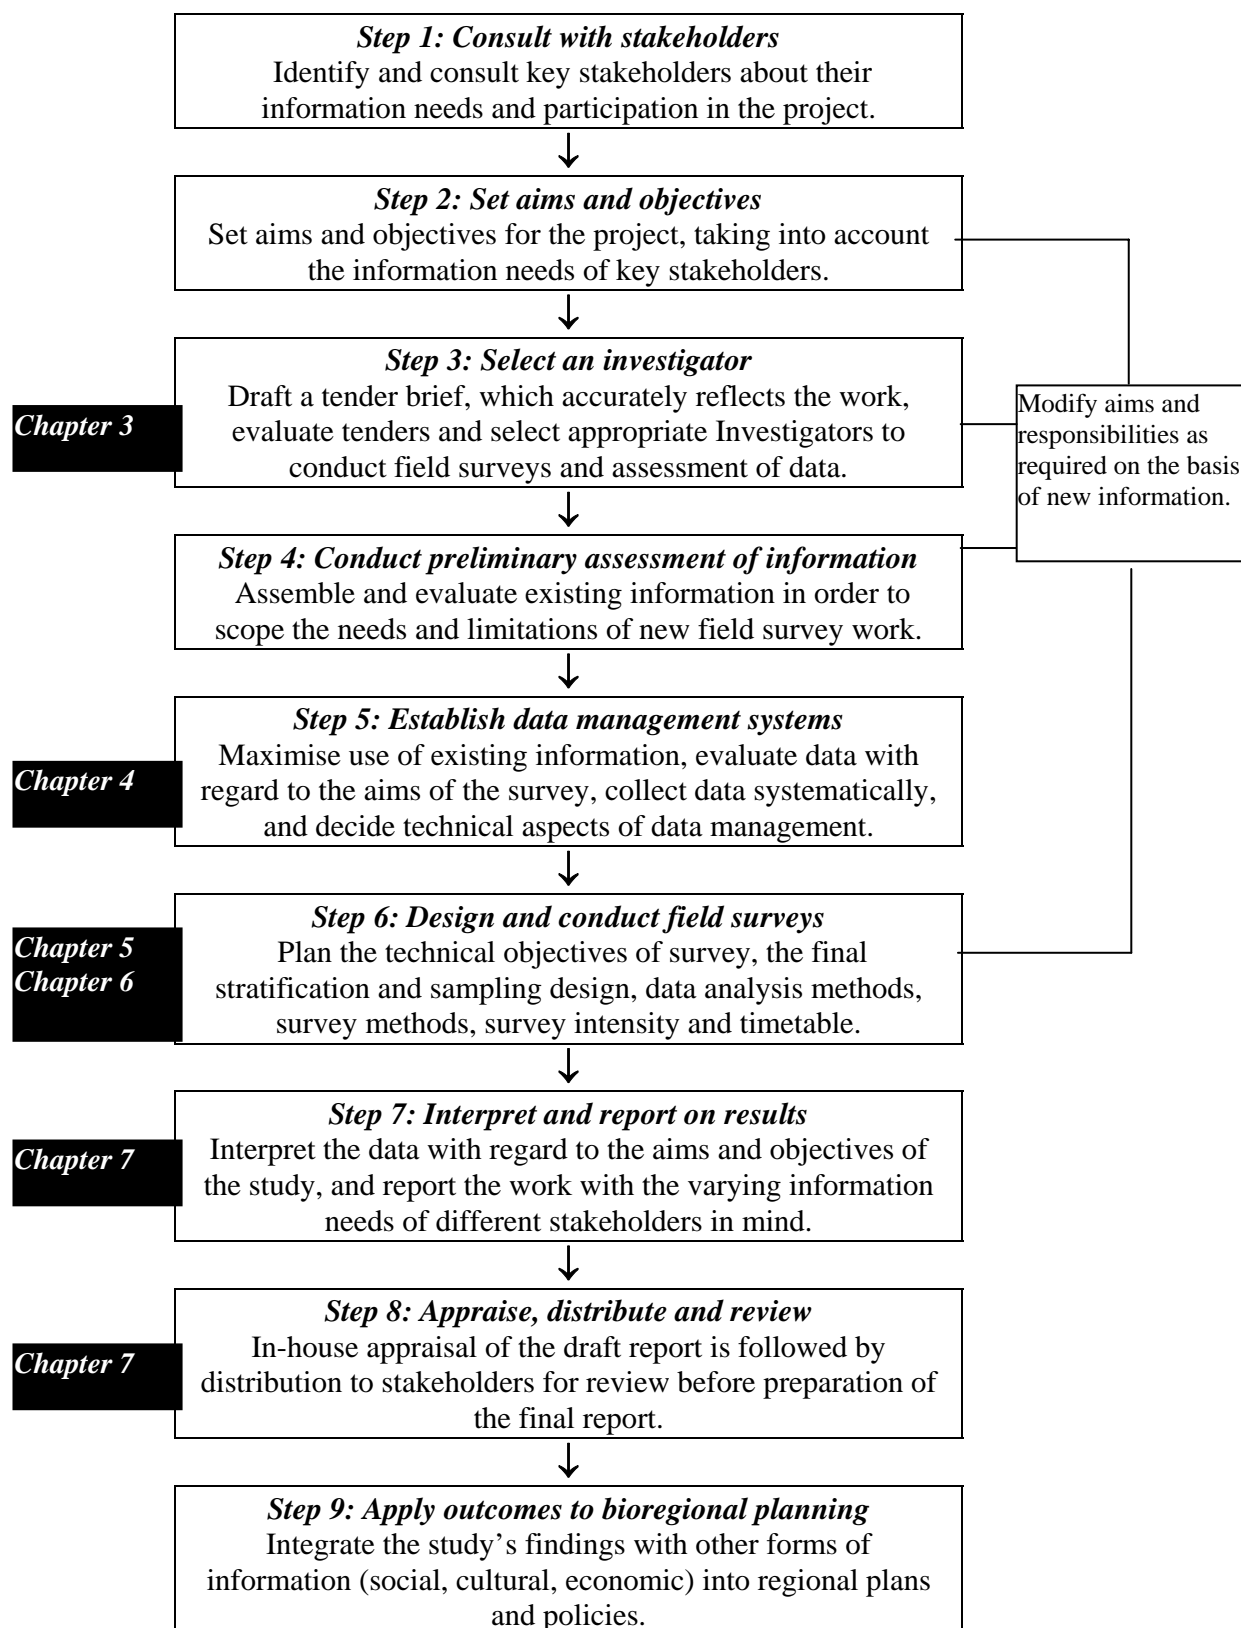 Step 1: Consult with stakeholders
Identify and consult key stakeholders about their
information needs and participation in the project.
Step 2: Set aims and objectives
Set aims and objectives for the project, taking into account
the information needs of key stakeholders.
Chapter 3
Step 3: Select an investigator
Draft a tender brief, which accurately reflects the work,
evaluate tenders and select appropriate Investigators to
conduct field surveys and assessment of data.
Modify aims and
responsibilities as
required on the basis
of new information.
Step 4: Conduct preliminary assessment of information
Assemble and evaluate existing information in order to
scope the needs and limitations of new field survey work.
Chapter 4
Step 5: Establish data management systems
Maximise use of existing information, evaluate data with
regard to the aims of the survey, collect data systematically,
and decide technical aspects of data management.
Chapter 5
Chapter 6
Step 6: Design and conduct field surveys
Plan the technical objectives of survey, the final
stratification and sampling design, data analysis methods,
survey methods, survey intensity and timetable.
Chapter 7
Step 7: Interpret and report on results
Interpret the data with regard to the aims and objectives of
the study, and report the work with the varying information
needs of different stakeholders in mind.
Chapter 7
Step 8: Appraise, distribute and review
In-house appraisal of the draft report is followed by
distribution to stakeholders for review before preparation of
the final report.
Step 9: Apply outcomes to bioregional planning
Integrate the study’s findings with other forms of
information (social, cultural, economic) into regional plans
and policies.